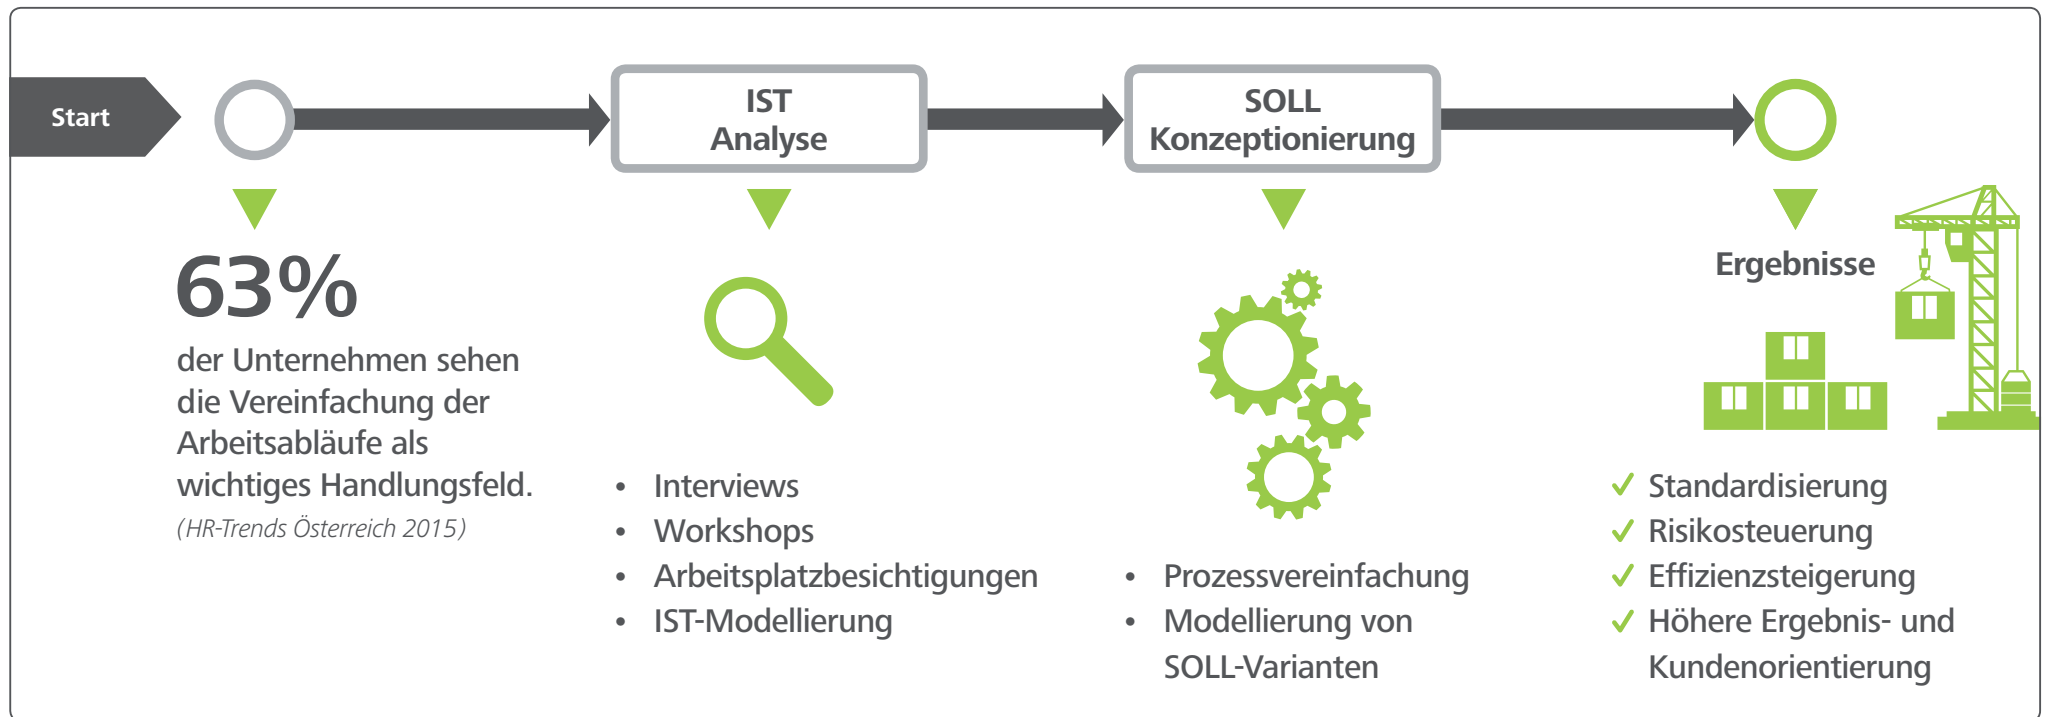 Start
IST
Analyse
SOLL
Konzeptionierung
63%
der Unternehmen sehen
die Vereinfachung der
Arbeitsabläufe als
wichtiges Handlungsfeld.
(HR-Trends Österreich 2015)
• Interviews
• Workshops
• Arbeitsplatzbesichtigungen
• IST-Modellierung
• Prozessvereinfachung
• Modellierung von
SOLL-Varianten
Ergebnisse
✓ Standardisierung
✓ Risikosteuerung
✓ Effizienzsteigerung
✓ Höhere Ergebnis- und
Kundenorientierung